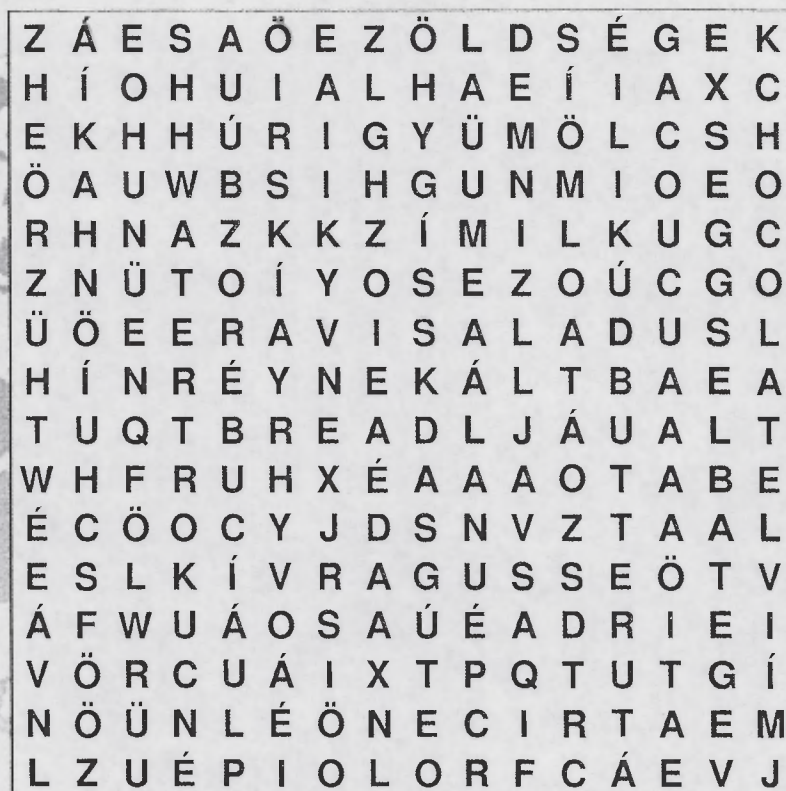 Z Á E S A Ö E Z Ö L D S É G E K
H Í O H U I A L H A E Í I A X C
E K H H Ú R I G Y Ü M Ö L C S H
Ö A U W B S I H G U N M I O E O
R H N A Z K K Z Í M I L K U G C
Z N Ü T O Í Y O S E Z O Ú C G O
Ü Ö E E R A V I S A L A D U S L
H Í N R É Y N E K Á L T B A E A
T U Q T B R E A D L J Á U A L T
W H F R U H X É A A A O T A B E
É C Ö O C Y J D S N V Z T A A L
E S L K Í V R A G U S S E Ö T V
Á F W U Á O S A Ú É A D R I E I
V Ö R C U Á I X T P Q T U T G Í
N Ö Ü N L É Ö N E C I R T A E M
L Z U É P I O L O R F C Á E V J